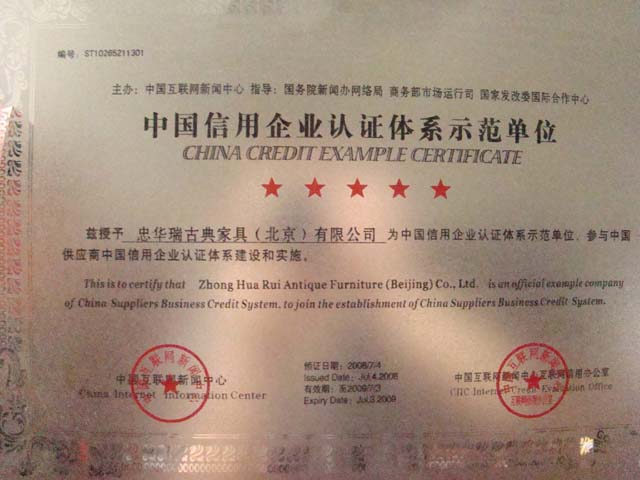 编号: ST10265211301
主办: 中国互联网新闻中心 指导: 国务院新闻办网络局 商务部市场运行司 国家发改委国际合作中心
中国信用企业认证体系示范单位
CHINA CREDIT EXAMPLE CERTIFICATE
兹授予 忠华瑞古典家具(北京)有限公司 为中国信用企业认证体系示范单位、参与中国
供应商中国信用企业认证体系建设和实施。
This is to certify that Zhong Hua Rui Antique Furniture (Beijing) Co., Ltd. is an official example company
of China Suppliers Business Credit System, to join the establishment of China Suppliers Business Credit System.
颁证日期: 2008/7/4
Issued Date: Jul,4.2008
有效期: 至2009/7/3
Expiry Date: Jul,3.2009
中国互联网新闻中心
China Internet Information Center
中国互联网新闻中心互联网信用办公室
CIIC Internet Credit Evaluation Office